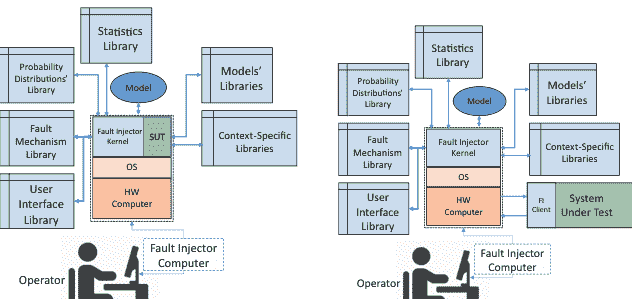 Statistics
Library
Probability
Distributions'
Library
Model
Models'
Libraries
Fault
Mechanism
Library
Fault Injector
Kernel
SUT
Context-Specific
Libraries
OS
User
Interface
Library
HW
Computer
Fault Injector
Computer
Operator
Statistics
Library
Probability
Distributions'
Library
Model
Models'
Libraries
Fault
Mechanism
Library
Fault Injector
Kernel
Context-Specific
Libraries
OS
User
Interface
Library
HW
Computer
FI
Client
System
Under Test
Fault Injector
Computer
Operator